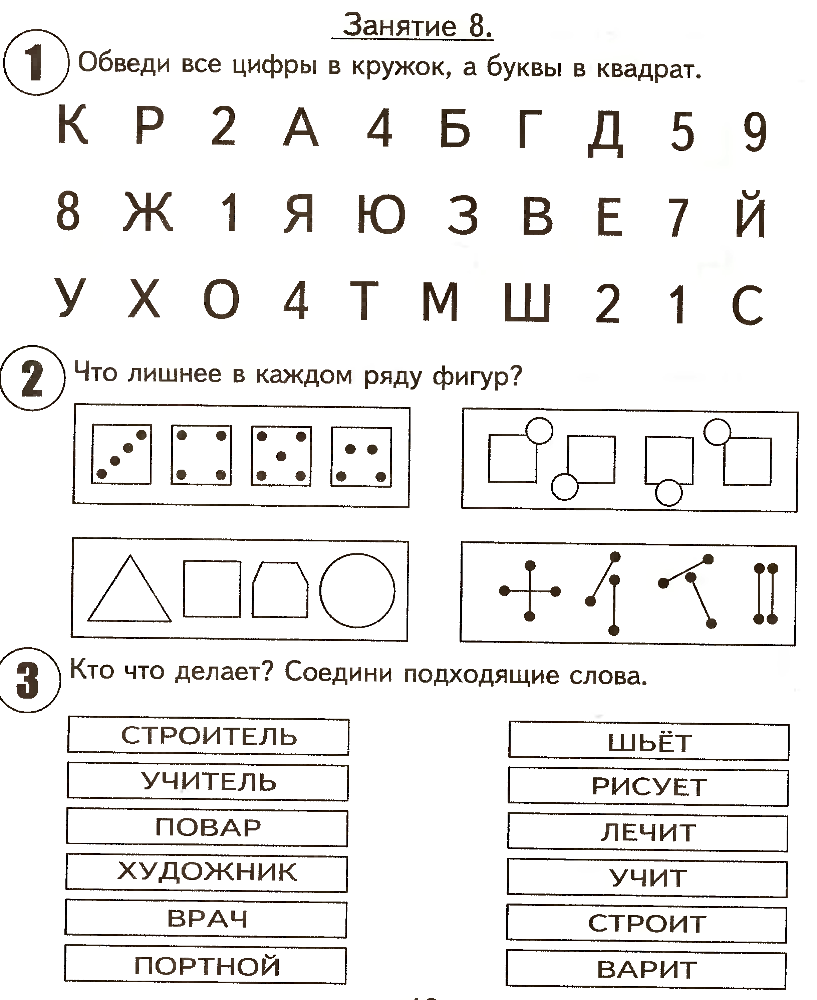 Занятие 8.
1 Обведи все цифры в кружок, а буквы в квадрат.
К Р 2 А 4 Б Г Д 5 9
8 Ж 1 Я Ю З В Е 7 Й
У Х О 4 Т М Ш 2 1 С
2 Что лишнее в каждом ряду фигур?
3 Кто что делает? Соедини подходящие слова.
СТРОИТЕЛЬ ШЬЁТ
УЧИТЕЛЬ РИСУЕТ
ПОВАР ЛЕЧИТ
ХУДОЖНИК УЧИТ
ВРАЧ СТРОИТ
ПОРТНОЙ ВАРИТ